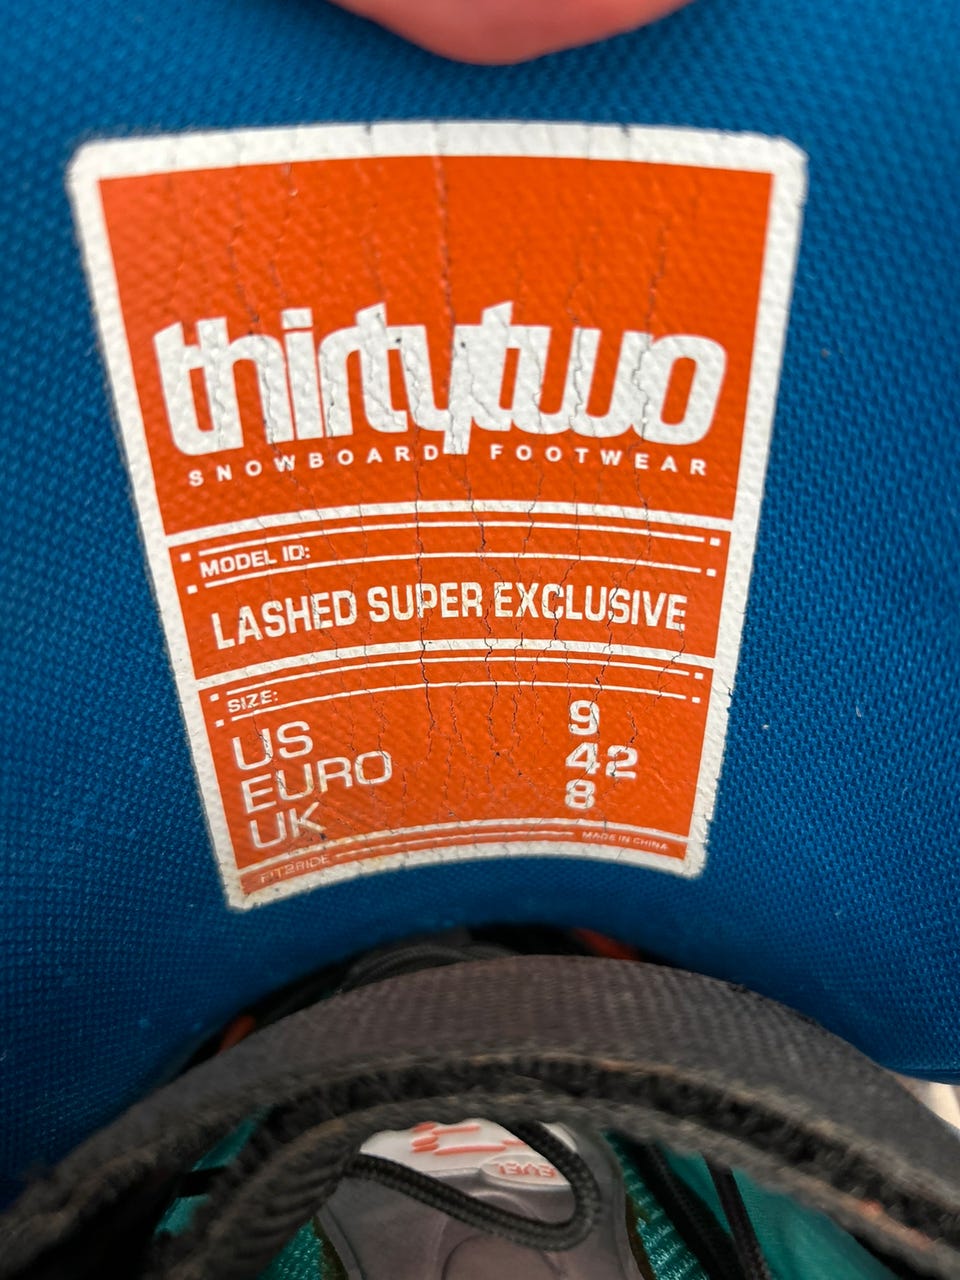 thirtytwo
SNOWBOARD FOOTWEAR
MODEL ID:
LASHED SUPER EXCLUSIVE
SIZE:
US 9
EURO 42
UK 8
FIT2RIDE MADE IN CHINA